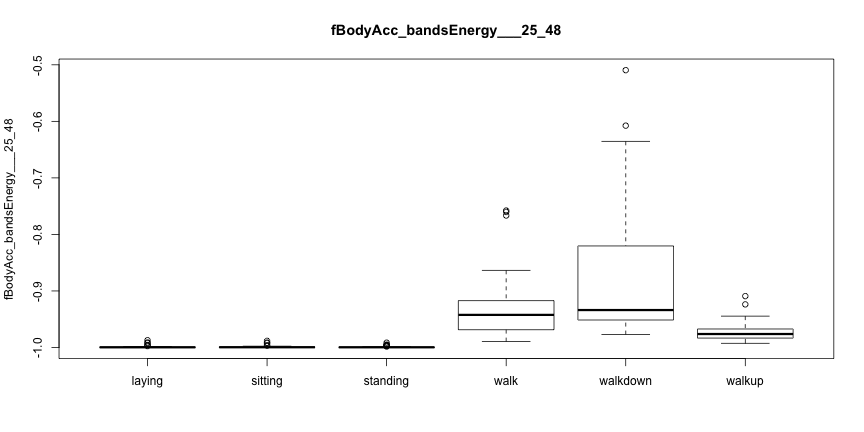 fBodyAcc_bandsEnergy___25_48
fBodyAcc_bandsEnergy___25_48
-0.5
-0.6
-0.7
-0.8
-0.9
-1.0
laying sitting standing walk walkdown walkup